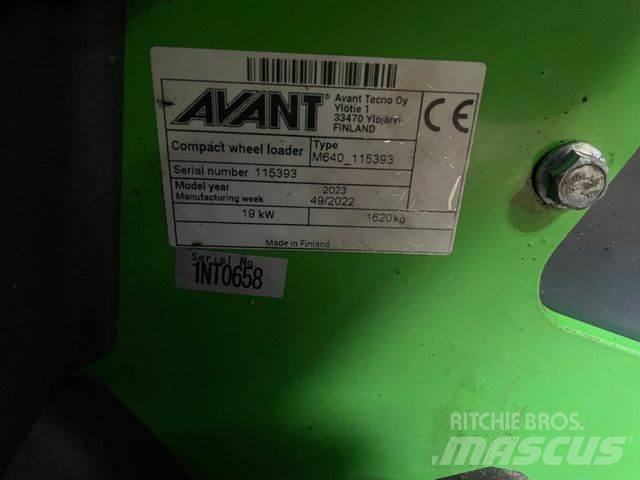 AVANT®
Avant Tecno Oy
Ylötie 1
33470 Ylöjärvi
FINLAND
CE
Compact wheel loader
Type
M640_115393
Serial number 115393
Model year 2023
Manufacturing week 49/2022
19 kW 1620kg
Made in Finland
Serial No.
1NT0658
RITCHIE BROS.
MASCUS